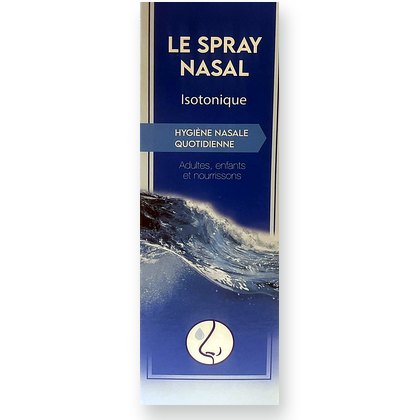 LE SPRAY
NASAL
Isotonique
HYGIÈNE NASALE
QUOTIDIENNE
Adultes, enfants
et nourrissons